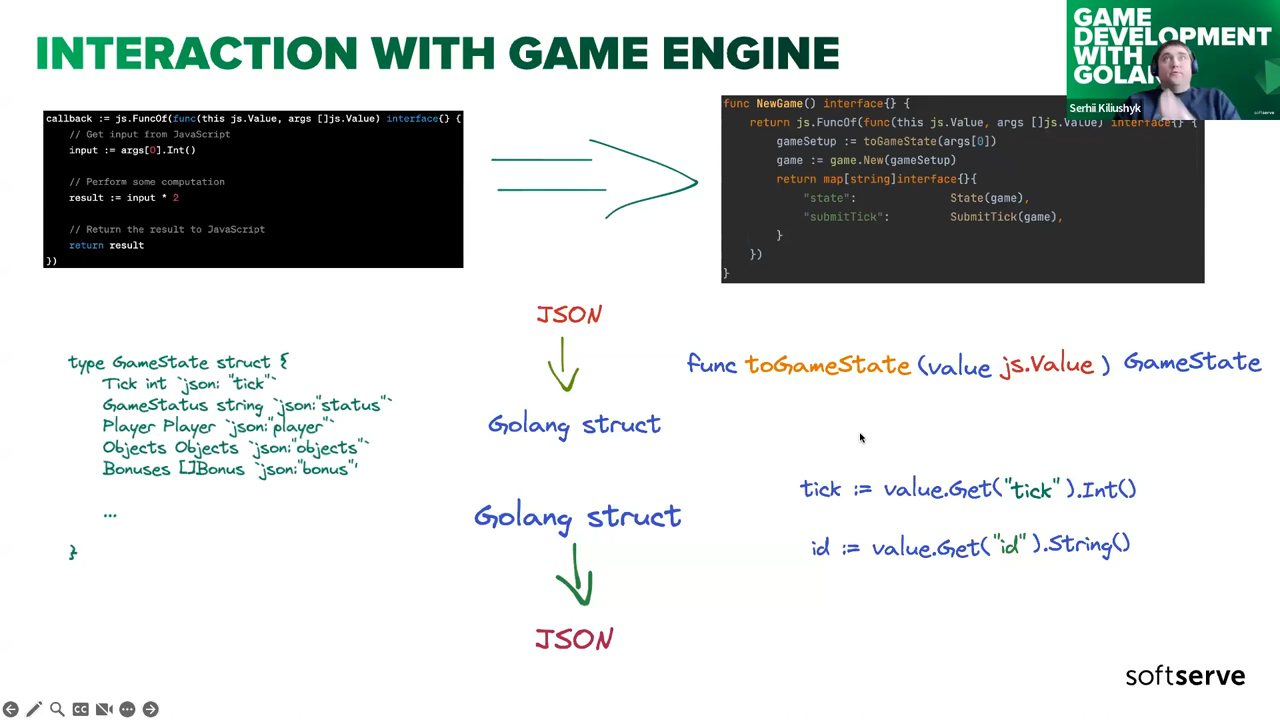 INTERACTION WITH GAME ENGINE
GAME
DEVELOPMENT
WITH
GOLA
Serhii Kiliushyk
softserve
callback := js.FuncOf(func(this js.Value, args []js.Value) interface{} {
// Get input from JavaScript
input := args[0].Int()
// Perform some computation
result := input * 2
// Return the result to JavaScript
return result
})
func NewGame() interface{} {
return js.FuncOf(func(this js.Value, args []js.Value) interface{} {
gameSetup := toGameState(args[0])
game := game.New(gameSetup)
return map[string]interface{}{
"state": State(game),
"submitTick": SubmitTick(game),
}
})
}
type GameState struct {
Tick int `json: "tick"`
GameStatus string `json:"status"`
Player Player `json:"player"`
Objects Objects `json:"objects"`
Bonuses []Bonus `json:"bonus"'
...
}
JSON
Golang struct
Golang struct
JSON
func toGameState (value js.Value ) GameState
tick := value.Get("tick").Int()
id := value.Get("id").String()
softserve
CC